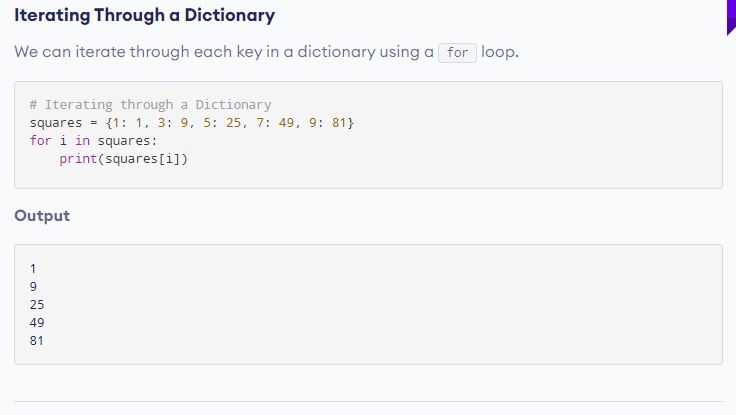 Iterating Through a Dictionary
We can iterate through each key in a dictionary using a for loop.
# Iterating through a Dictionary
squares = {1: 1, 3: 9, 5: 25, 7: 49, 9: 81}
for i in squares:
    print(squares[i])
Output
1
9
25
49
81